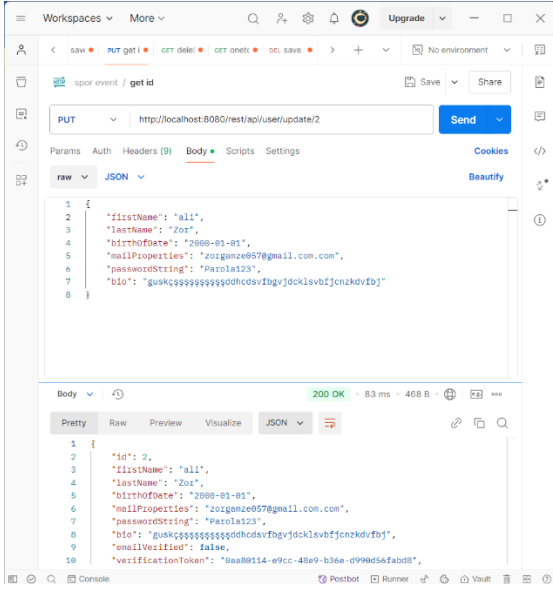 Workspaces More Upgrade
save PUT get i GET delet GET onetc DEL save No environment
HTTP spor event / get id Save Share
PUT http://localhost:8080/rest/api/user/update/2 Send
Params Auth Headers (9) Body Scripts Settings Cookies
raw JSON Beautify
1 {
2 "firstName": "ali",
3 "lastName": "Zor",
4 "birthOfDate": "2000-01-01",
5 "mailProperties": "zorgamze057@gmail.com.com",
6 "passwordString": "Parola123",
7 "bio": "guskçşşşşşşşşşşddhcdsvfbgvjdcklsvbfjcnzkdvfbj"
8 }
Body 200 OK 83 ms 468 B
Pretty Raw Preview Visualize JSON
1 {
2 "id": 2,
3 "firstName": "ali",
4 "lastName": "Zor",
5 "birthOfDate": "2000-01-01",
6 "mailProperties": "zorgamze057@gmail.com.com",
7 "passwordString": "Parola123",
8 "bio": "guskçşşşşşşşşşşddhcdsvfbgvjdcklsvbfjcnzkdvfbj",
9 "emailVerified": false,
10 "verificationToken": "0aa80114-e9cc-48e9-b36e-d990d56fabd8",
Console Postbot Runner Vault